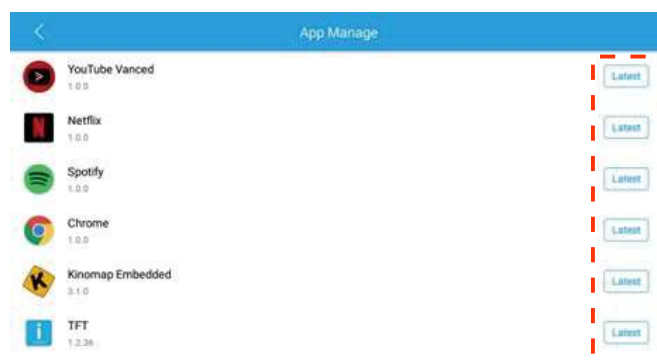 App Manage
YouTube Vanced
1.0.0
Latest
Netflix
1.0.0
Latest
Spotify
1.0.0
Latest
Chrome
1.0.0
Latest
Kinomap Embedded
3.1.0
Latest
TFT
1.2.36
Latest